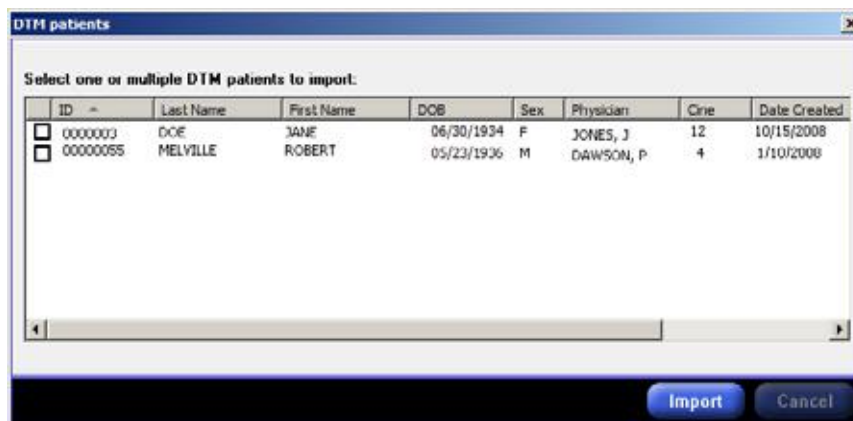 DTM patients
Select one or multiple DTM patients to import:
ID Last Name First Name DOB Sex Physician Cine Date Created
0000003 DOE JANE 06/30/1934 F JONES, J 12 10/15/2008
00000055 MELVILLE ROBERT 05/23/1936 M DAWSON, P 4 1/10/2008
Import Cancel